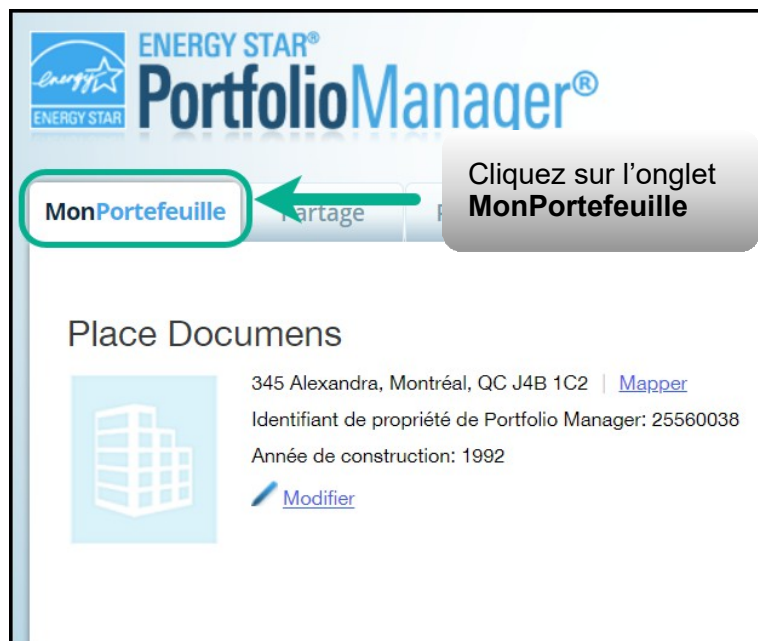 ENERGY STAR®
energy
ENERGY STAR
PortfolioManager®
Cliquez sur l’onglet
MonPortefeuille
MonPortefeuille
Partage
Place Documens
345 Alexandra, Montréal, QC J4B 1C2 | Mapper
Identifiant de propriété de Portfolio Manager: 25560038
Année de construction: 1992
Modifier